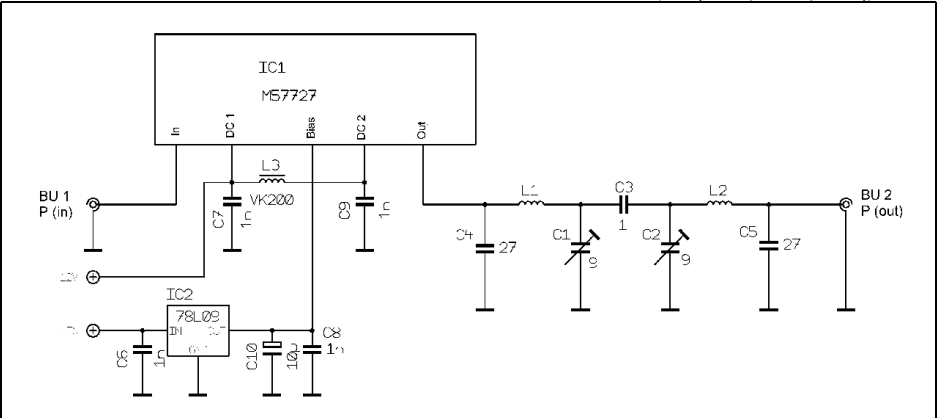 IC1
M57727
In
DC 1
Bias
DC 2
Out
L3
VK200
C7
1n
C9
1n
BU 1
P (in)
L1
C3
1
L2
BU 2
P (out)
C4
27
C1
9
C2
9
C5
27
12V
IC2
78L09
IN
OUT
C6
1n
C10
10µ
C8
1n